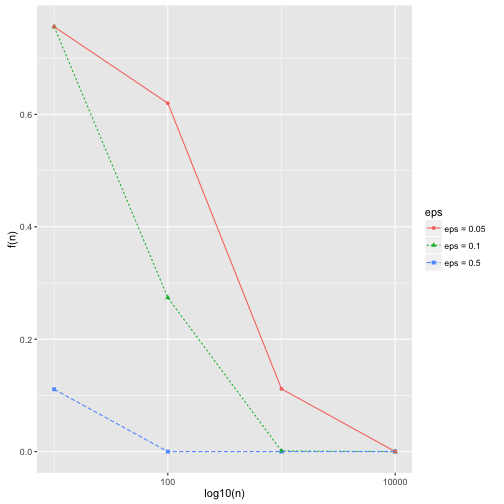 f(n)
0.6
0.4
0.2
0.0
100
10000
log10(n)
eps
eps = 0.05
eps = 0.1
eps = 0.5